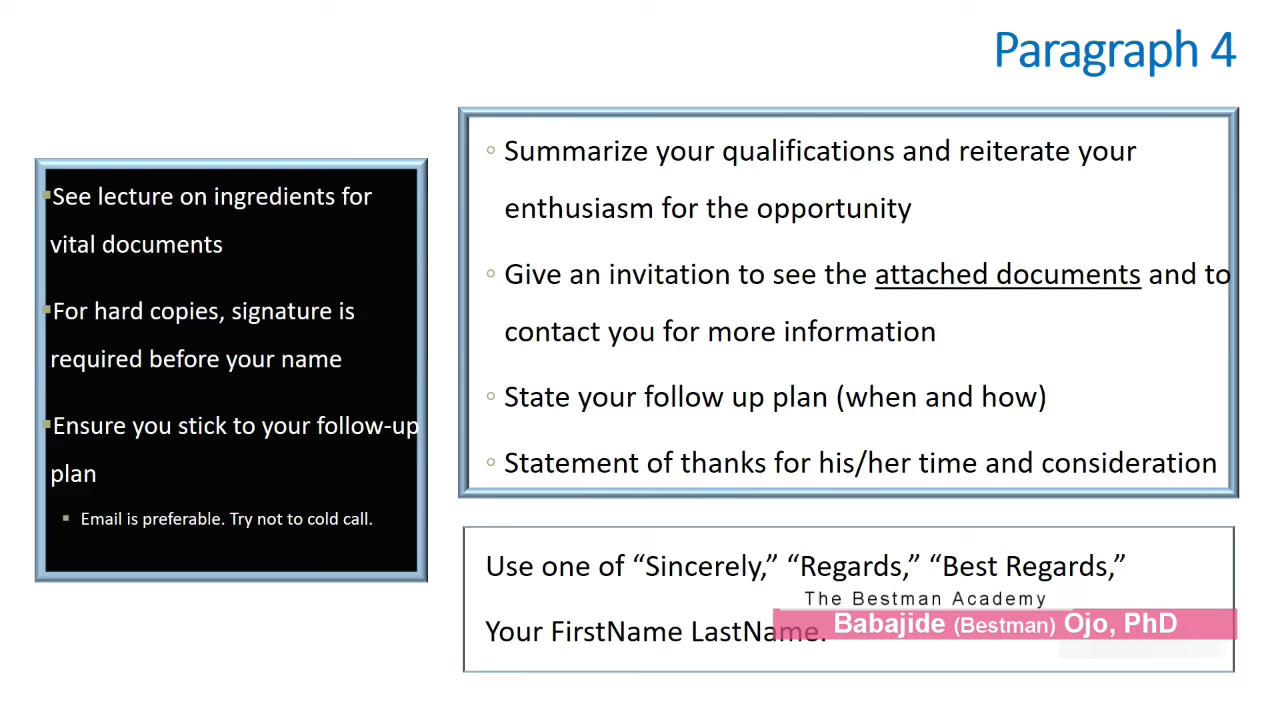 Paragraph 4
▪See lecture on ingredients for
vital documents
▪For hard copies, signature is
required before your name
▪Ensure you stick to your follow-up
plan
▪ Email is preferable. Try not to cold call.
◦ Summarize your qualifications and reiterate your
enthusiasm for the opportunity
◦ Give an invitation to see the attached documents and to
contact you for more information
◦ State your follow up plan (when and how)
◦ Statement of thanks for his/her time and consideration
Use one of “Sincerely,” “Regards,” “Best Regards,”
Your FirstName LastName.
The Bestman Academy
Babajide (Bestman) Ojo, PhD